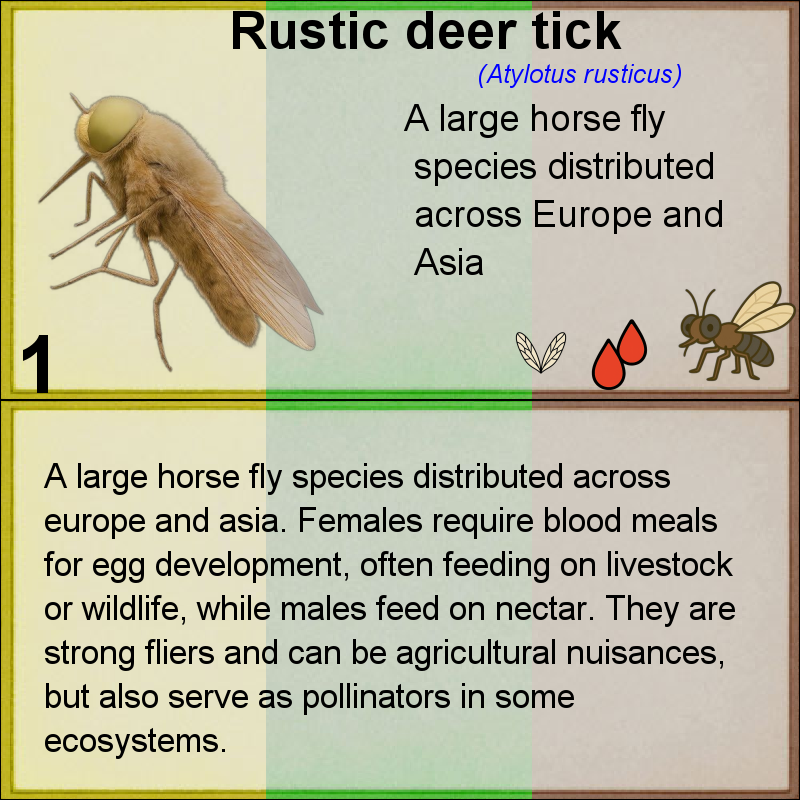 Rustic deer tick
(Atylotus rusticus)
A large horse fly
species distributed
across Europe and
Asia
1
A large horse fly species distributed across
europe and asia. Females require blood meals
for egg development, often feeding on livestock
or wildlife, while males feed on nectar. They are
strong fliers and can be agricultural nuisances,
but also serve as pollinators in some
ecosystems.